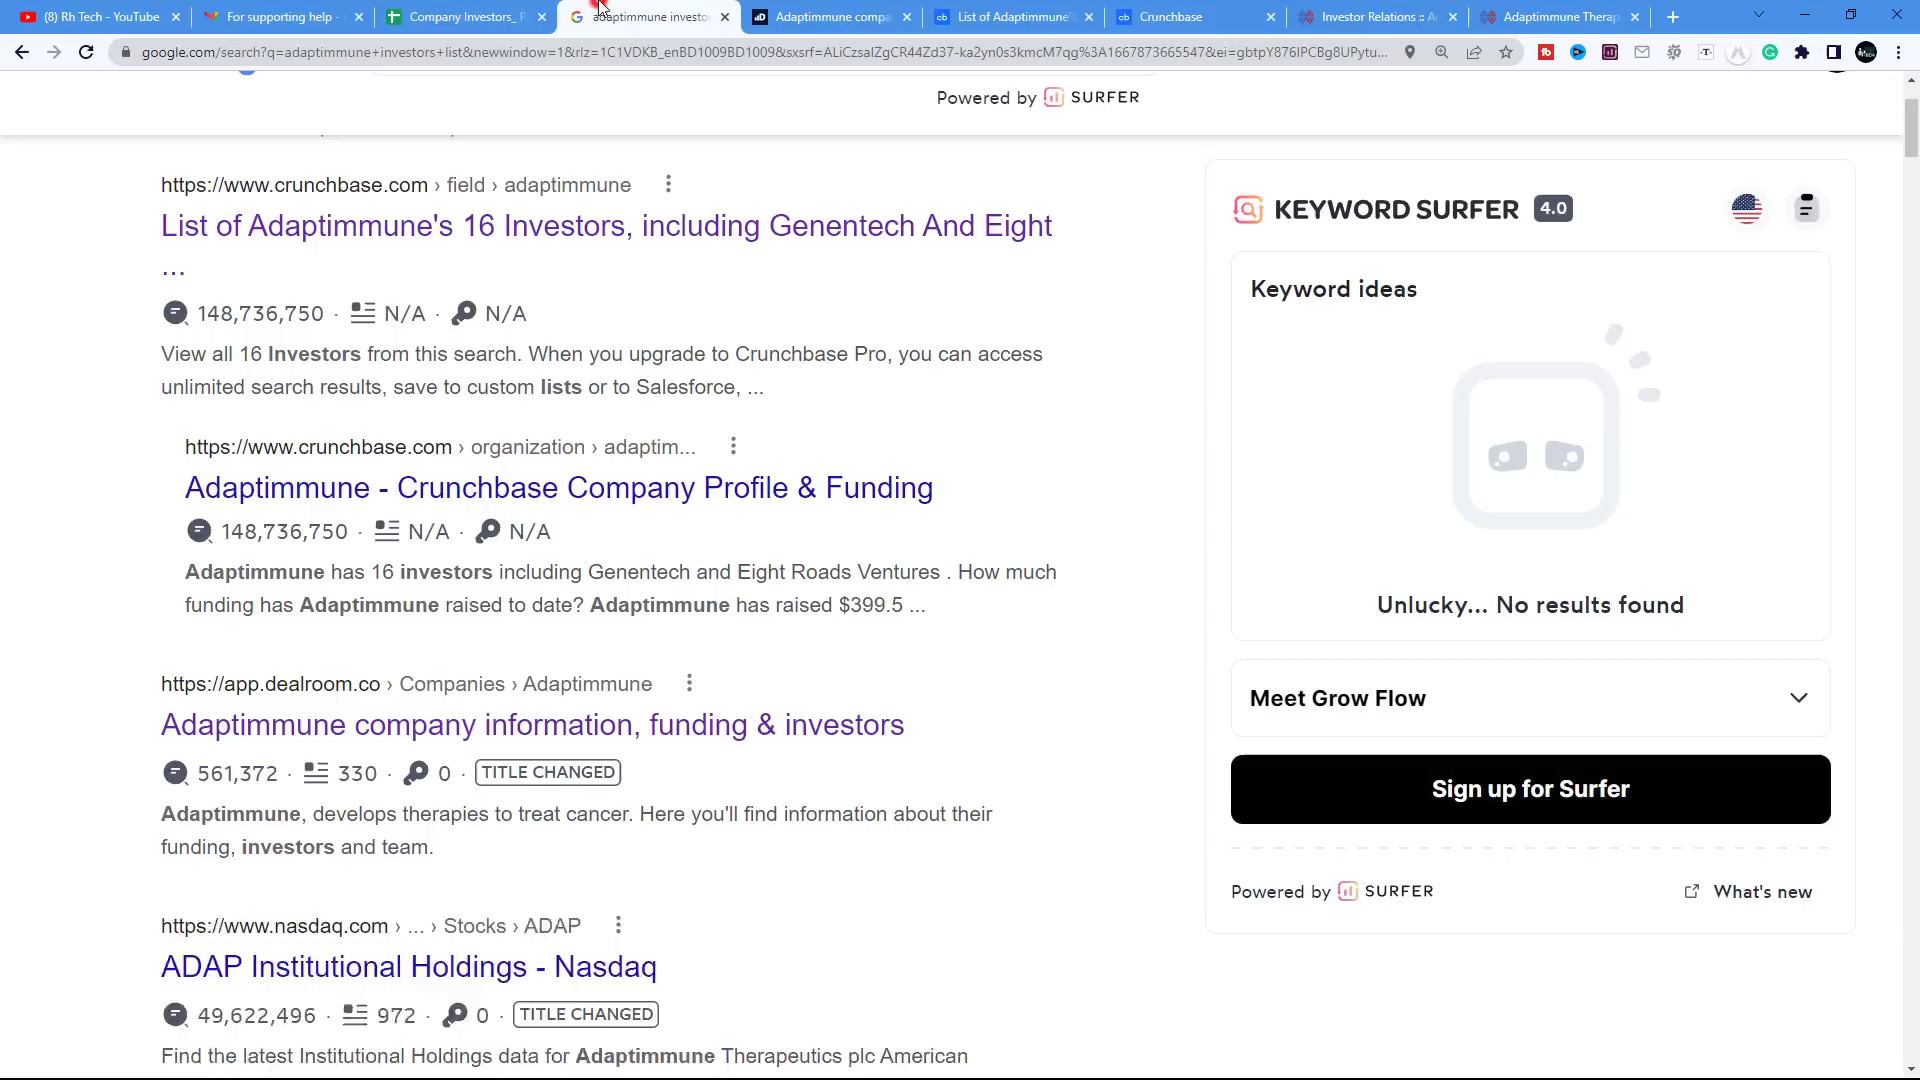 (8) Rh Tech - YouTube
For supporting help -
Company Investors_ P
adaptimmune investo
Adaptimmune compa
List of Adaptimmune's
Crunchbase
Investor Relations :: A
Adaptimmune Therap
google.com/search?q=adaptimmune+investors+list&newwindow=1&rlz=1C1VDKB_enBD1009BD1009&sxsrf=ALiCzsalZgCR44Zd37-ka2yn0s3kmcM7qg%3A1667873665547&ei=gbtpY876IPCBg8UPytu...
Powered by SURFER
https://www.crunchbase.com › field › adaptimmune
List of Adaptimmune's 16 Investors, including Genentech And Eight
...
148,736,750 · N/A · N/A
View all 16 Investors from this search. When you upgrade to Crunchbase Pro, you can access
unlimited search results, save to custom lists or to Salesforce, ...
https://www.crunchbase.com › organization › adaptim...
Adaptimmune - Crunchbase Company Profile & Funding
148,736,750 · N/A · N/A
Adaptimmune has 16 investors including Genentech and Eight Roads Ventures . How much
funding has Adaptimmune raised to date? Adaptimmune has raised $399.5 ...
https://app.dealroom.co › Companies › Adaptimmune
Adaptimmune company information, funding & investors
561,372 · 330 · 0 · TITLE CHANGED
Adaptimmune, develops therapies to treat cancer. Here you'll find information about their
funding, investors and team.
https://www.nasdaq.com › ... › Stocks › ADAP
ADAP Institutional Holdings - Nasdaq
49,622,496 · 972 · 0 · TITLE CHANGED
Find the latest Institutional Holdings data for Adaptimmune Therapeutics plc American
KEYWORD SURFER 4.0
Keyword ideas
Unlucky... No results found
Meet Grow Flow
Sign up for Surfer
Powered by SURFER
What's new